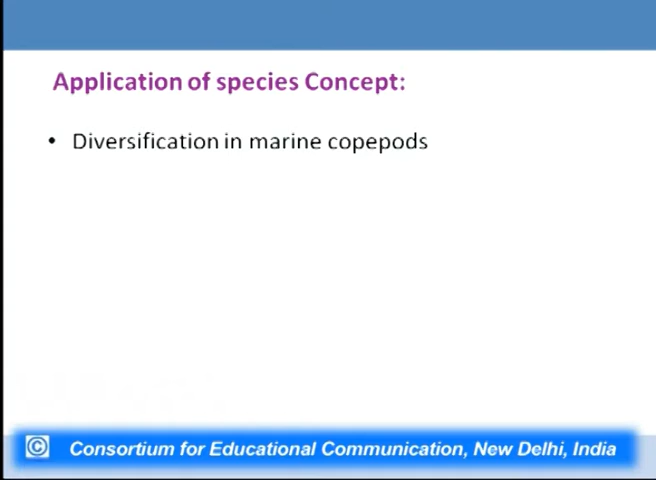 Application of species Concept:
• Diversification in marine copepods
© Consortium for Educational Communication, New Delhi, India